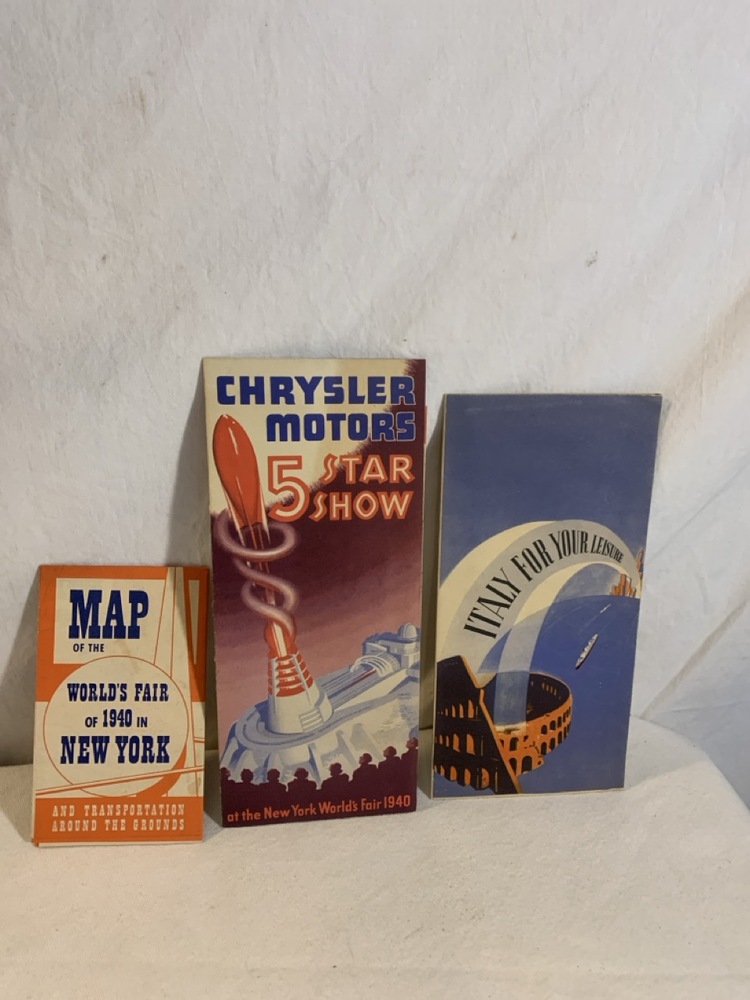 MAP
OF THE
WORLD'S FAIR
OF 1940 IN
NEW YORK
AND TRANSPORTATION
AROUND THE GROUNDS
CHRYSLER
MOTORS
5 STAR
SHOW
at the New York World's Fair 1940
ITALY FOR YOUR LEISURE